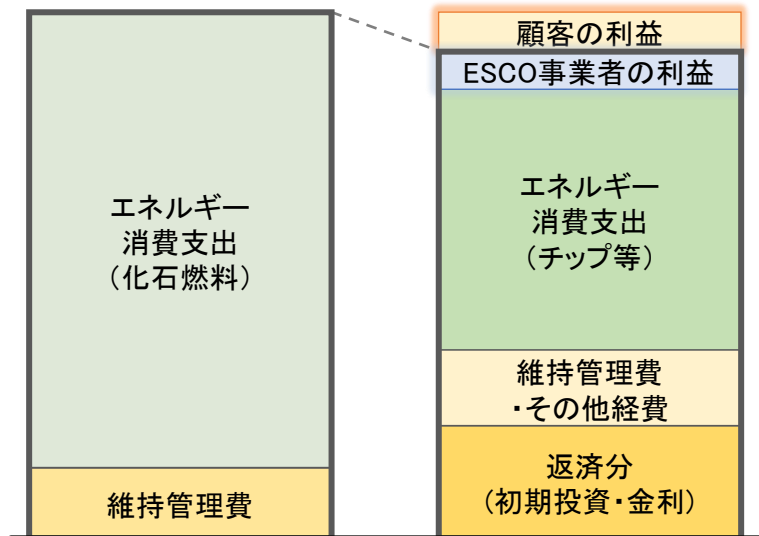 エネルギー
消費支出
（化石燃料）
維持管理費
顧客の利益
ESCO事業者の利益
エネルギー
消費支出
（チップ等）
維持管理費
・その他経費
返済分
（初期投資・金利）